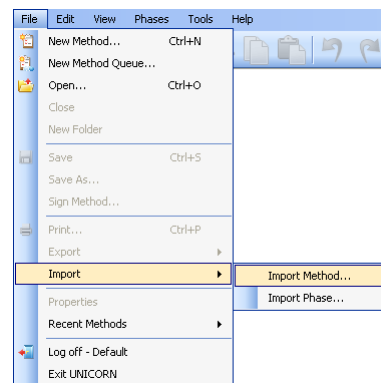 File Edit View Phases Tools Help
New Method... Ctrl+N
New Method Queue...
Open... Ctrl+O
Close
New Folder
Save Ctrl+S
Save As...
Sign Method...
Print... Ctrl+P
Export
Import
Import Method...
Properties
Import Phase...
Recent Methods
Log off - Default
Exit UNICORN